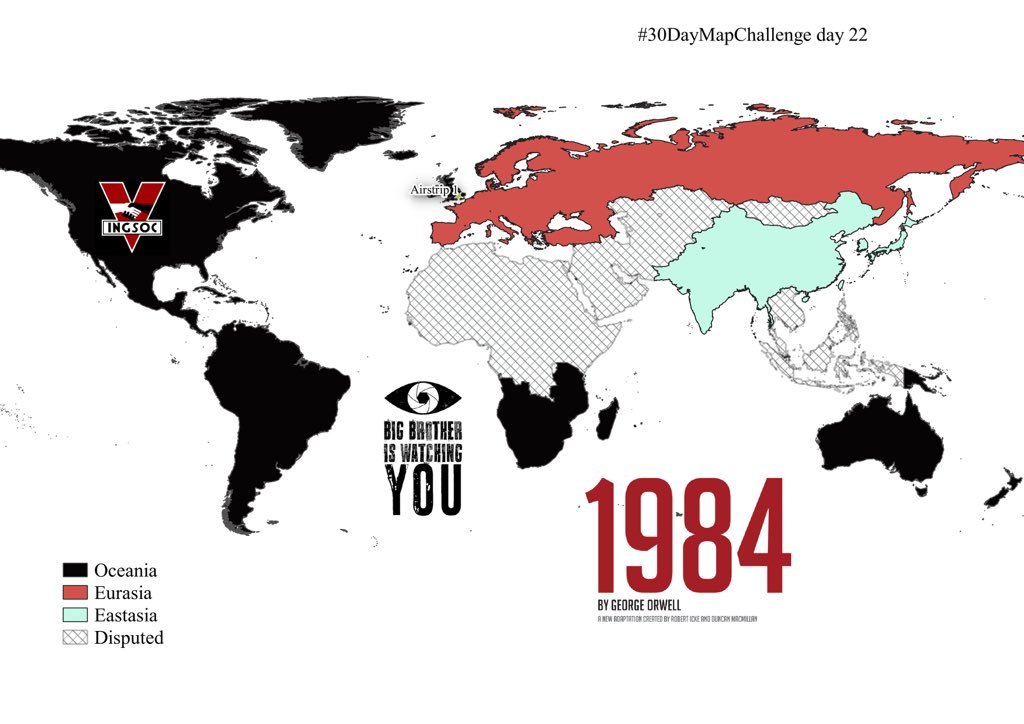 #30DayMapChallenge day 22
Airstrip 1
INGSOC
BIG BROTHER
IS WATCHING
YOU
1984
BY GEORGE ORWELL
A NEW ADAPTATION CREATED BY ROBERT ICKE AND DUNCAN MACMILLAN
Oceania
Eurasia
Eastasia
Disputed